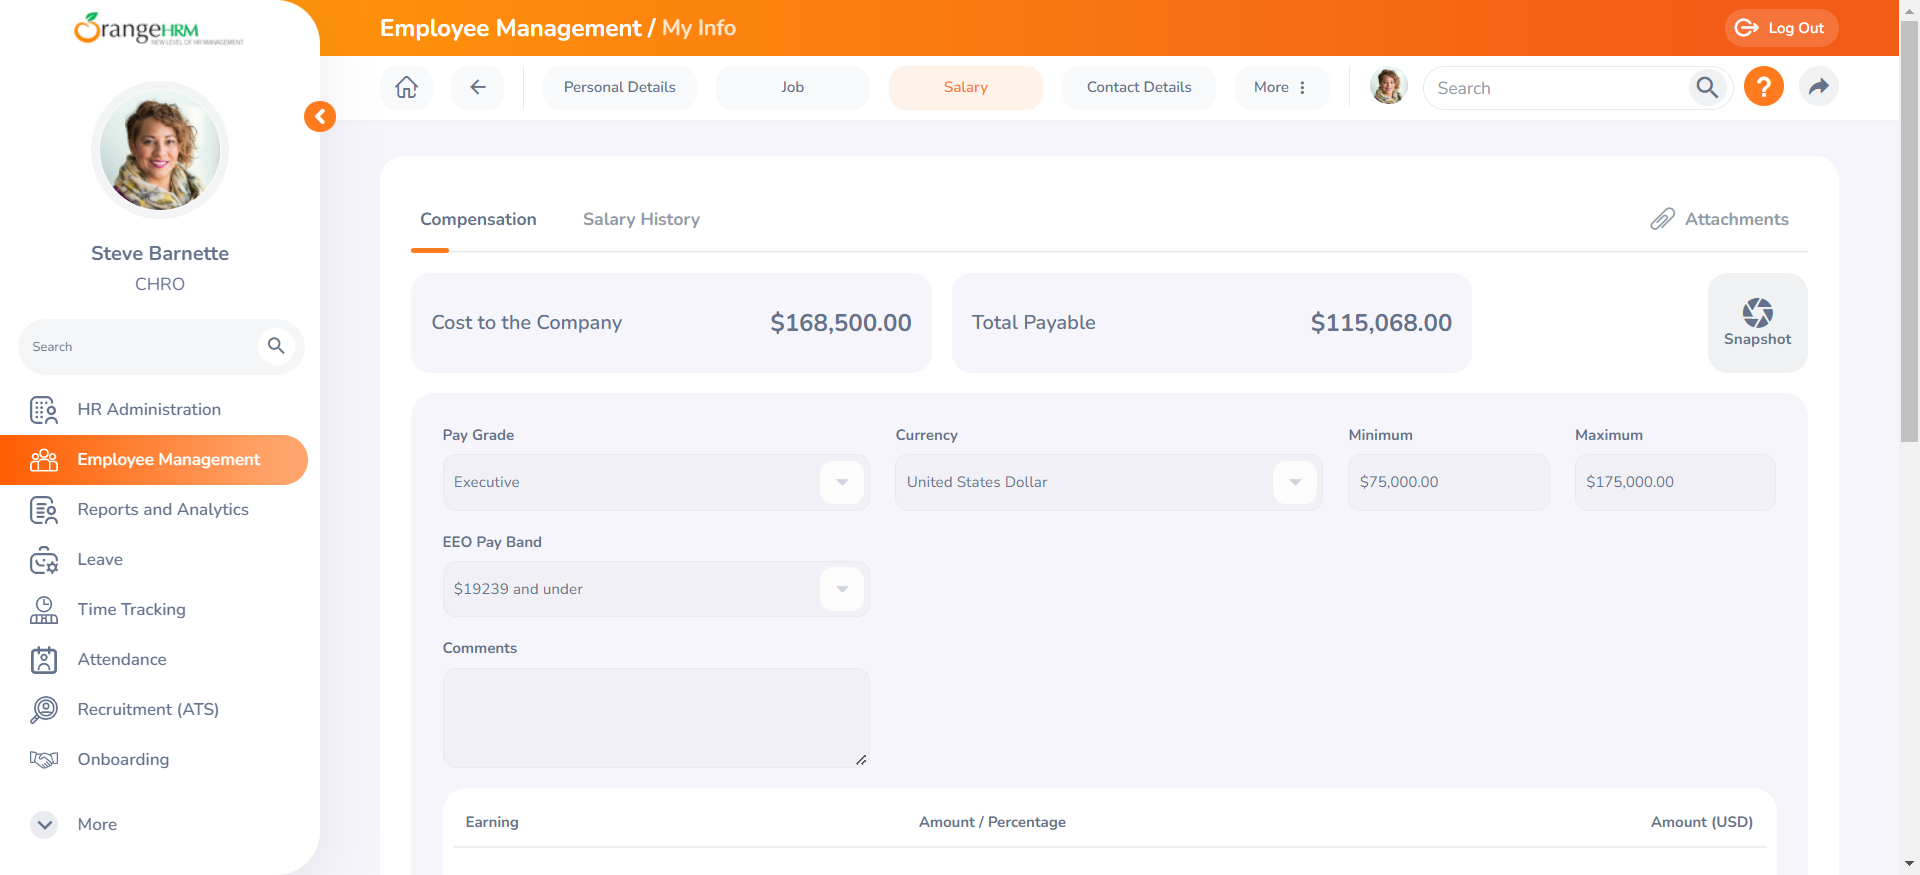 OrangeHRM
NEW LEVEL OF HR MANAGEMENT
Employee Management / My Info
Log Out
Personal Details
Job
Salary
Contact Details
More
Search
?
Steve Barnette
CHRO
Search
HR Administration
Employee Management
Reports and Analytics
Leave
Time Tracking
Attendance
Recruitment (ATS)
Onboarding
More
Compensation
Salary History
Attachments
Cost to the Company $168,500.00
Total Payable $115,068.00
Snapshot
Pay Grade
Currency
Minimum
Maximum
Executive
United States Dollar
$75,000.00
$175,000.00
EEO Pay Band
$19239 and under
Comments
Earning
Amount / Percentage
Amount (USD)